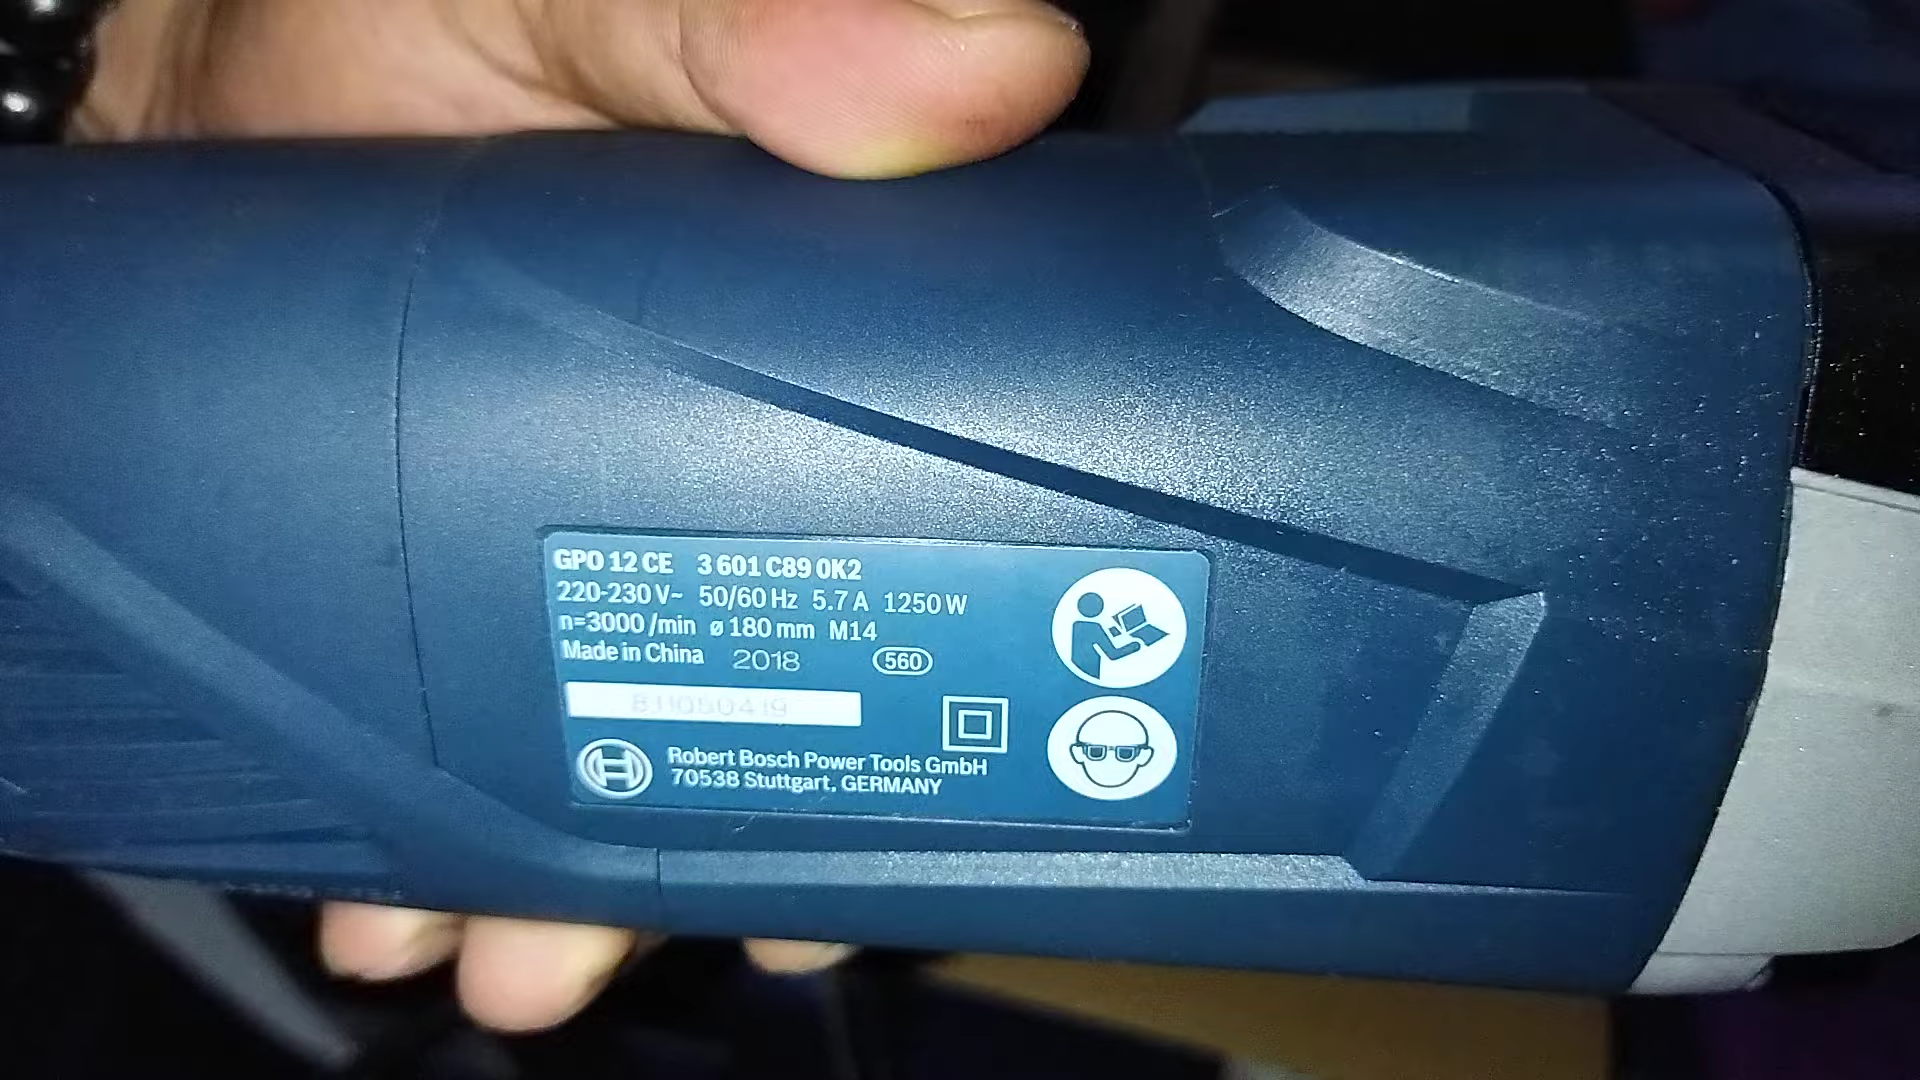 GPO 12 CE 3 601 C89 0K2
220-230 V~ 50/60 Hz 5.7 A 1250 W
n=3000 /min ø 180 mm M14
Made in China 2018 560
Robert Bosch Power Tools GmbH
70538 Stuttgart, GERMANY